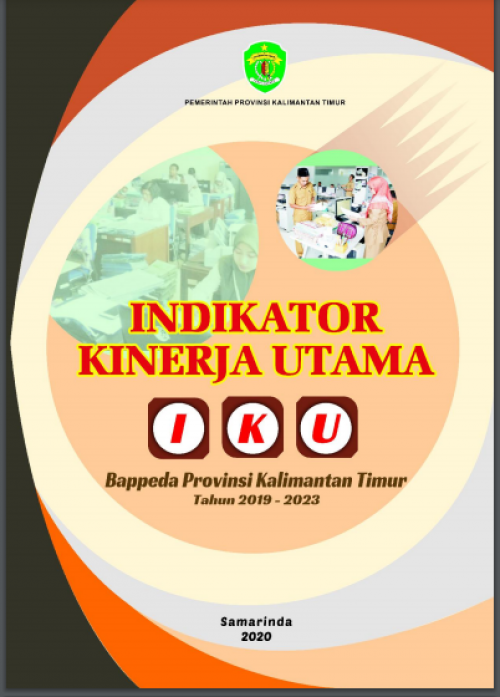 PEMERINTAH PROVINSI KALIMANTAN TIMUR
INDIKATOR
KINERJA UTAMA
I K U
Bappeda Provinsi Kalimantan Timur
Tahun 2019 - 2023
Samarinda
2020